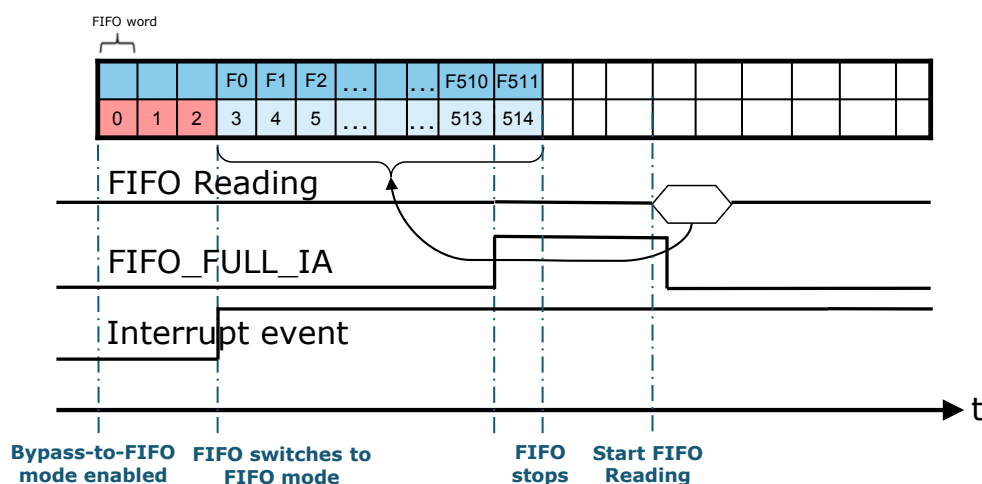 FIFO word
F0 F1 F2 ... ... F510 F511
0 1 2 3 4 5 ... ... 513 514
FIFO Reading
FIFO_FULL_IA
Interrupt event
t
Bypass-to-FIFO
mode enabled
FIFO switches to
FIFO mode
FIFO
stops
Start FIFO
Reading